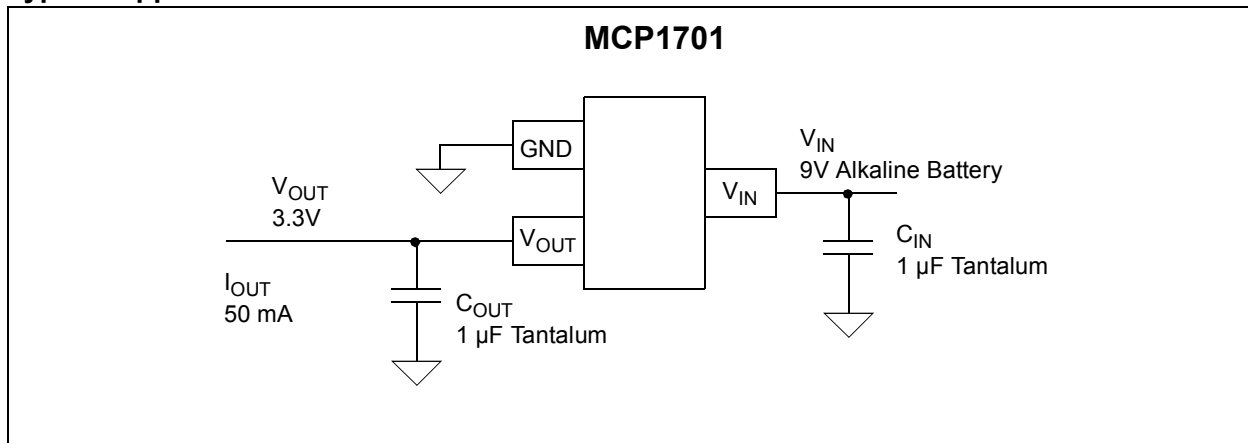 MCP1701
GND
V_IN
9V Alkaline Battery
V_IN
V_OUT
3.3V
V_OUT
C_IN
1 µF Tantalum
I_OUT
50 mA
C_OUT
1 µF Tantalum